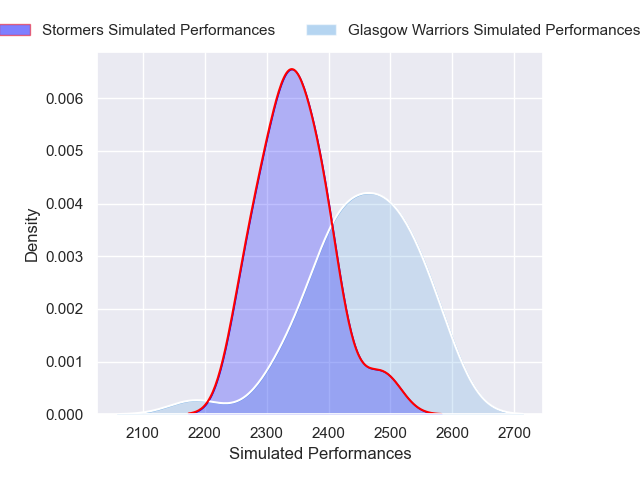 Stormers Simulated Performances
Glasgow Warriors Simulated Performances
0.006
0.005
0.004
0.003
0.002
0.001
0.000
Density
2100 2200 2300 2400 2500 2600 2700
Simulated Performances